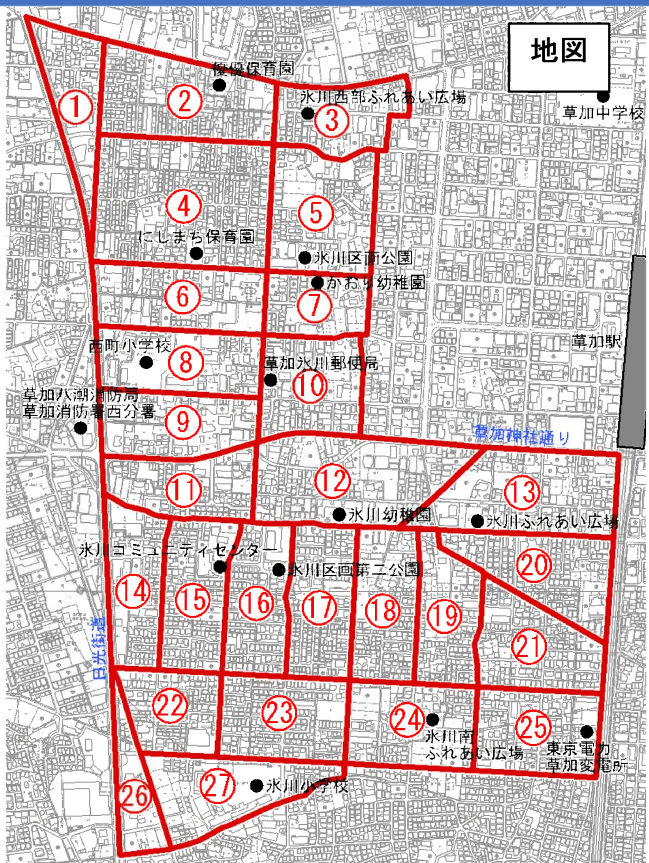 地図
優優保育園
②
氷川西部ふれあい広場
①
③
草加中学校
④
⑤
にしまち保育園
氷川区画公園
かおり幼稚園
⑥
⑦
西町小学校
草加駅
⑧
草加氷川郵便局
⑩
草加八潮消防局
草加消防署西分署
⑨
草加神社通り
⑪
⑫
⑬
氷川幼稚園
氷川ふれあい広場
氷川コミュニティセンター
氷川区画第二公園
⑳
⑭
⑮
⑯
⑰
⑱
⑲
日光街道
㉑
㉒
㉓
㉔
㉕
氷川南
ふれあい広場
東京電力
草加変電所
㉖
㉗
氷川小学校